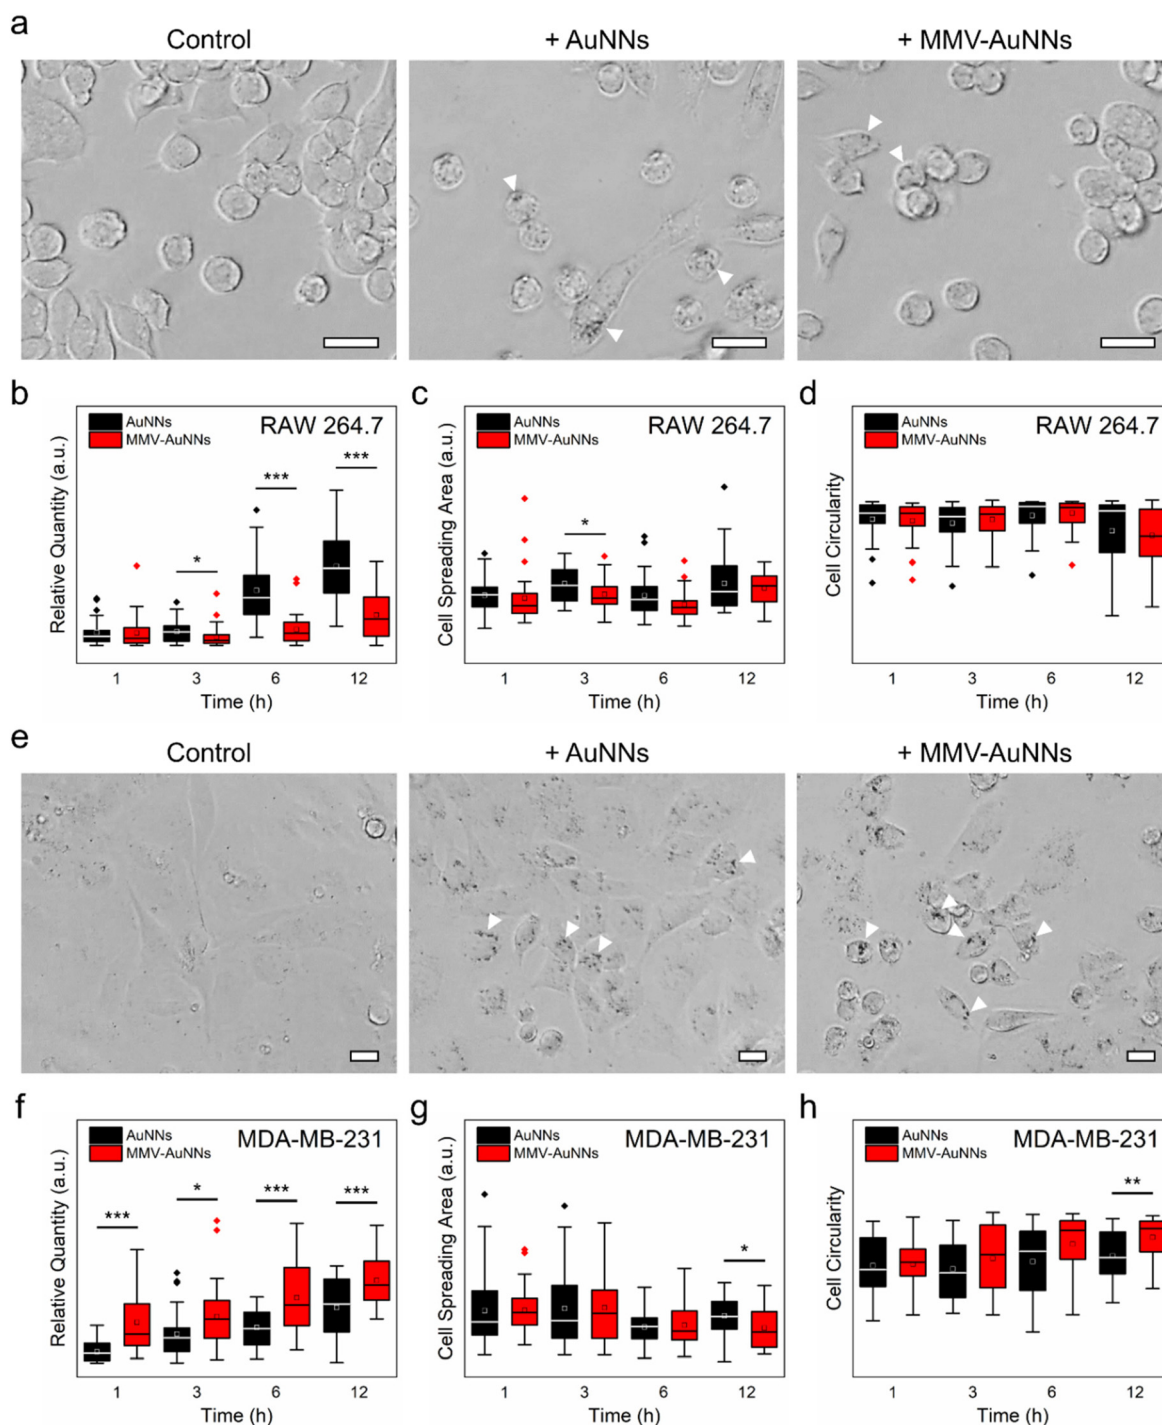 a
Control
+ AuNNs
+ MMV-AuNNs
b
AuNNs
MMV-AuNNs
RAW 264.7
Relative Quantity (a.u.)
*
***
***
1 3 6 12
Time (h)
c
AuNNs
MMV-AuNNs
RAW 264.7
Cell Spreading Area (a.u.)
*
1 3 6 12
Time (h)
d
AuNNs
MMV-AuNNs
RAW 264.7
Cell Circularity
1 3 6 12
Time (h)
e
Control
+ AuNNs
+ MMV-AuNNs
f
AuNNs
MMV-AuNNs
MDA-MB-231
Relative Quantity (a.u.)
***
*
***
***
1 3 6 12
Time (h)
g
AuNNs
MMV-AuNNs
MDA-MB-231
Cell Spreading Area (a.u.)
*
1 3 6 12
Time (h)
h
AuNNs
MMV-AuNNs
MDA-MB-231
Cell Circularity
**
1 3 6 12
Time (h)